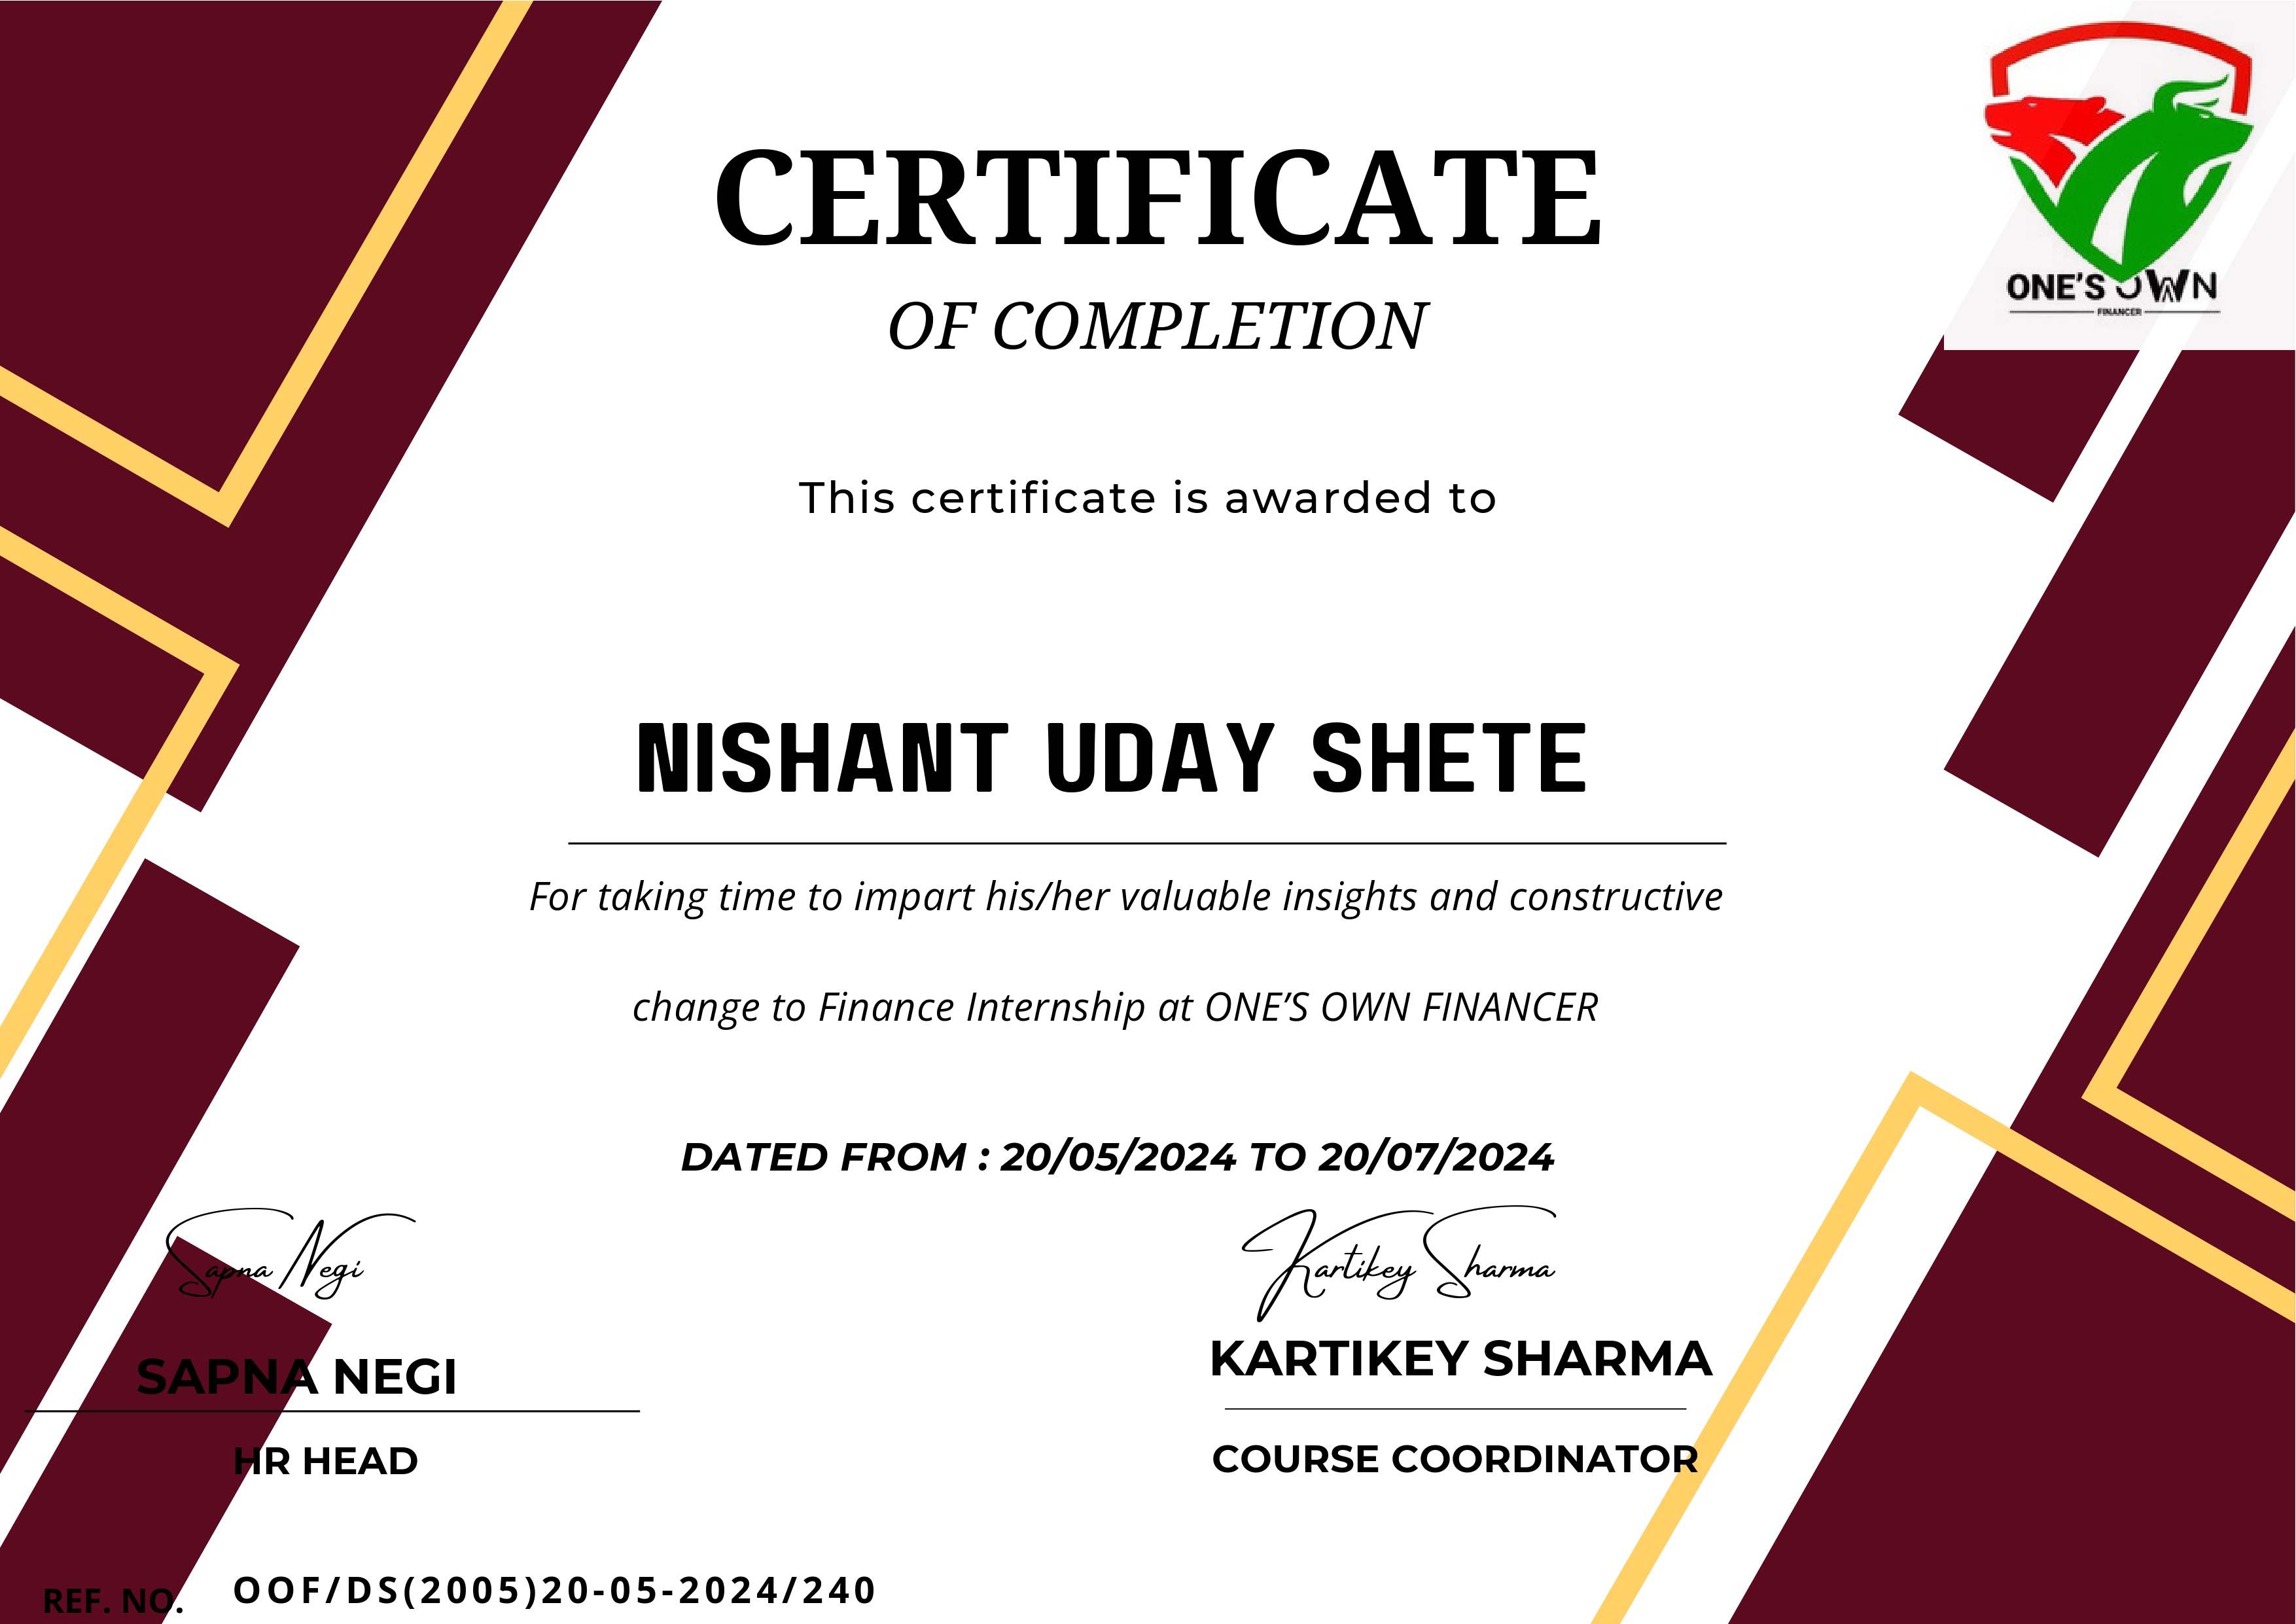 ONE'S OWN
FINANCER
CERTIFICATE
OF COMPLETION
This certificate is awarded to
NISHANT UDAY SHETE
For taking time to impart his/her valuable insights and constructive
change to Finance Internship at ONE'S OWN FINANCER
DATED FROM : 20/05/2024 TO 20/07/2024
Sapna Negi
SAPNA NEGI
HR HEAD
Kartikey Sharma
KARTIKEY SHARMA
COURSE COORDINATOR
REF. NO. OOF/DS(2005)20-05-2024/240